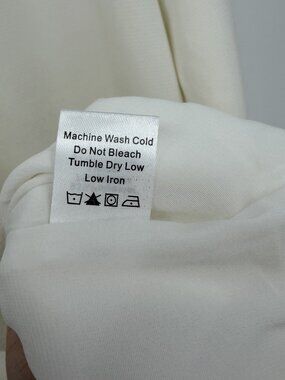 Machine Wash Cold
Do Not Bleach
Tumble Dry Low
Low Iron